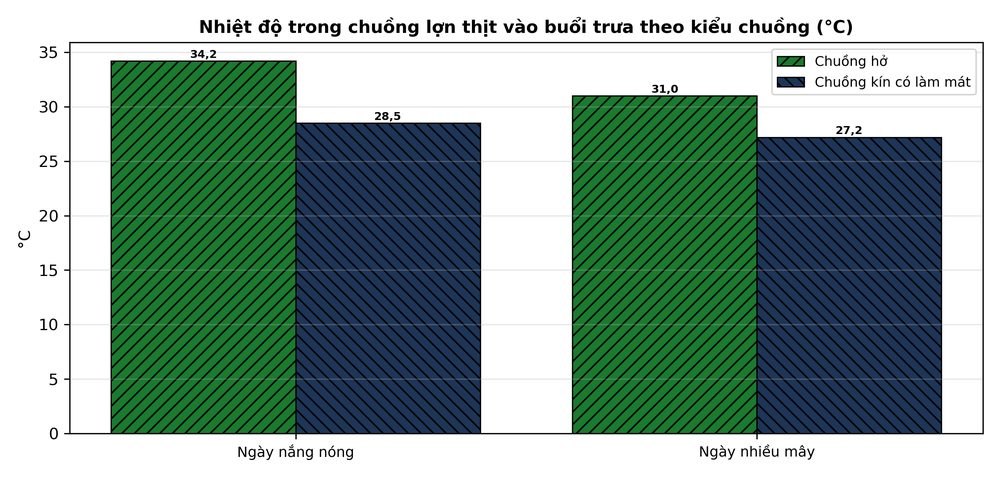 Nhiệt độ trong chuồng lợn thịt vào buổi trưa theo kiểu chuồng (°C)
°C
35
30
25
20
15
10
5
0
34,2
28,5
31,0
27,2
Chuồng hở
Chuồng kín có làm mát
Ngày nắng nóng
Ngày nhiều mây